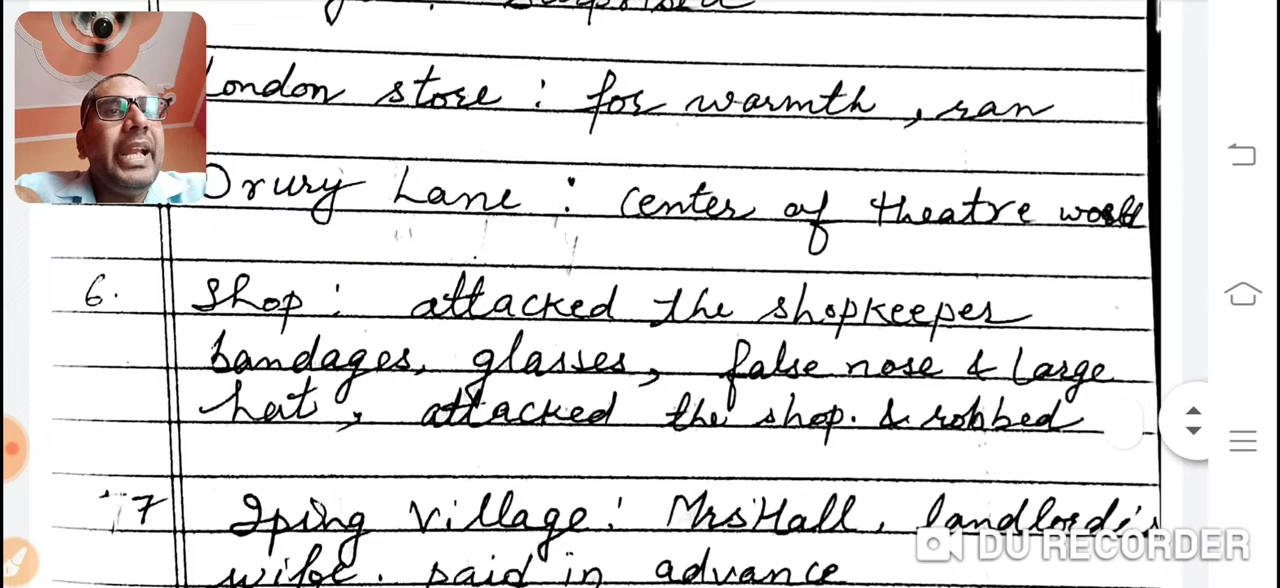 London store : for warmth, ran
Drury Lane : center of theatre world
6. Shop : attacked the shopkeeper
bandages, glasses, false nose & large
hat, attacked the shop. & robbed
7 Iping Village : Mrs Hall, landlord's
wife. paid in advance
DU RECORDER